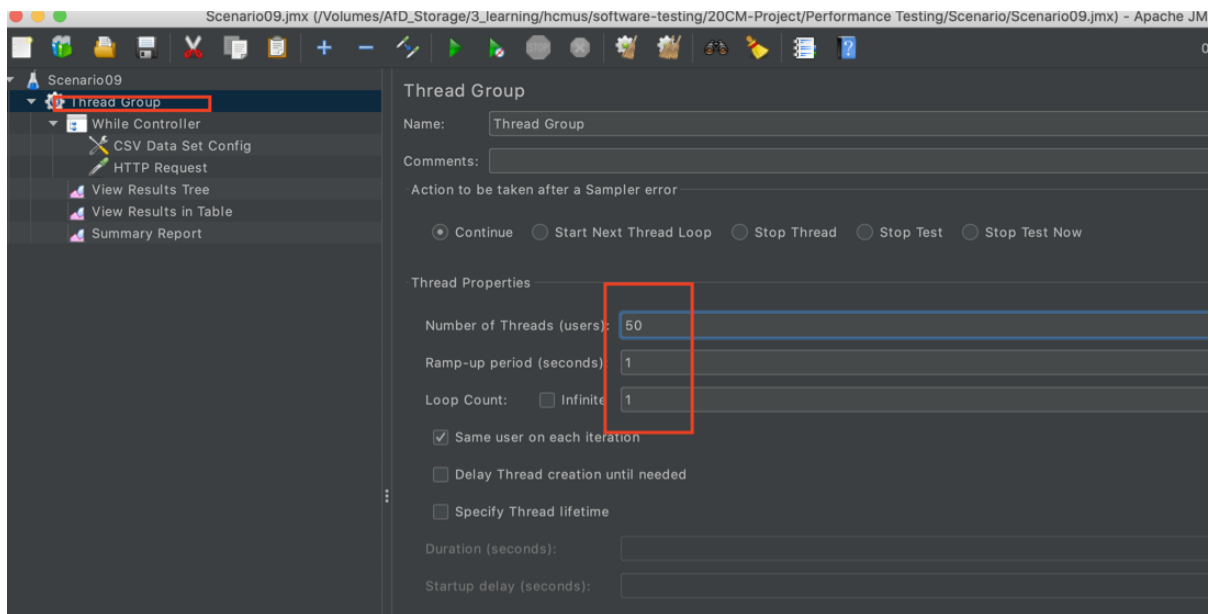 Scenario09.jmx (/Volumes/AfD_Storage/3_learning/hcmus/software-testing/20CM-Project/Performance Testing/Scenario/Scenario09.jmx) - Apache JM
STOP
0
Scenario09
Thread Group
While Controller
CSV Data Set Config
HTTP Request
View Results Tree
View Results in Table
Summary Report
Thread Group
Name: Thread Group
Comments:
Action to be taken after a Sampler error
Continue Start Next Thread Loop Stop Thread Stop Test Stop Test Now
Thread Properties
Number of Threads (users): 50
Ramp-up period (seconds): 1
Loop Count: Infinite 1
Same user on each iteration
Delay Thread creation until needed
Specify Thread lifetime
Duration (seconds):
Startup delay (seconds):